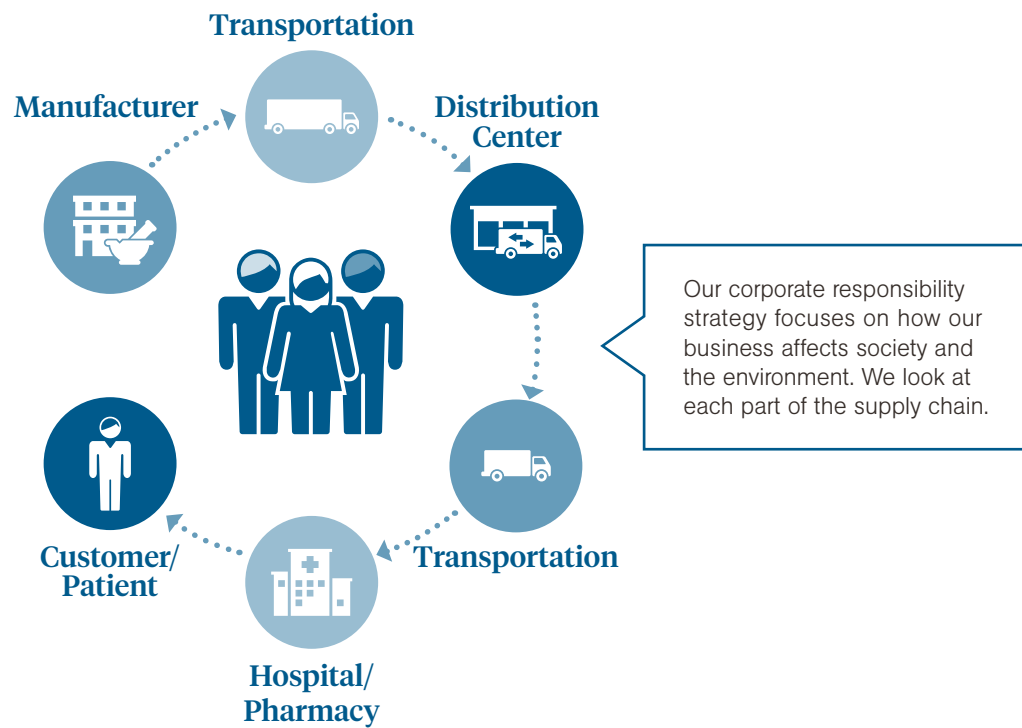 Transportation
Manufacturer
Distribution
Center
Our corporate responsibility
strategy focuses on how our
business affects society and
the environment. We look at
each part of the supply chain.
Transportation
Customer/
Patient
Hospital/
Pharmacy